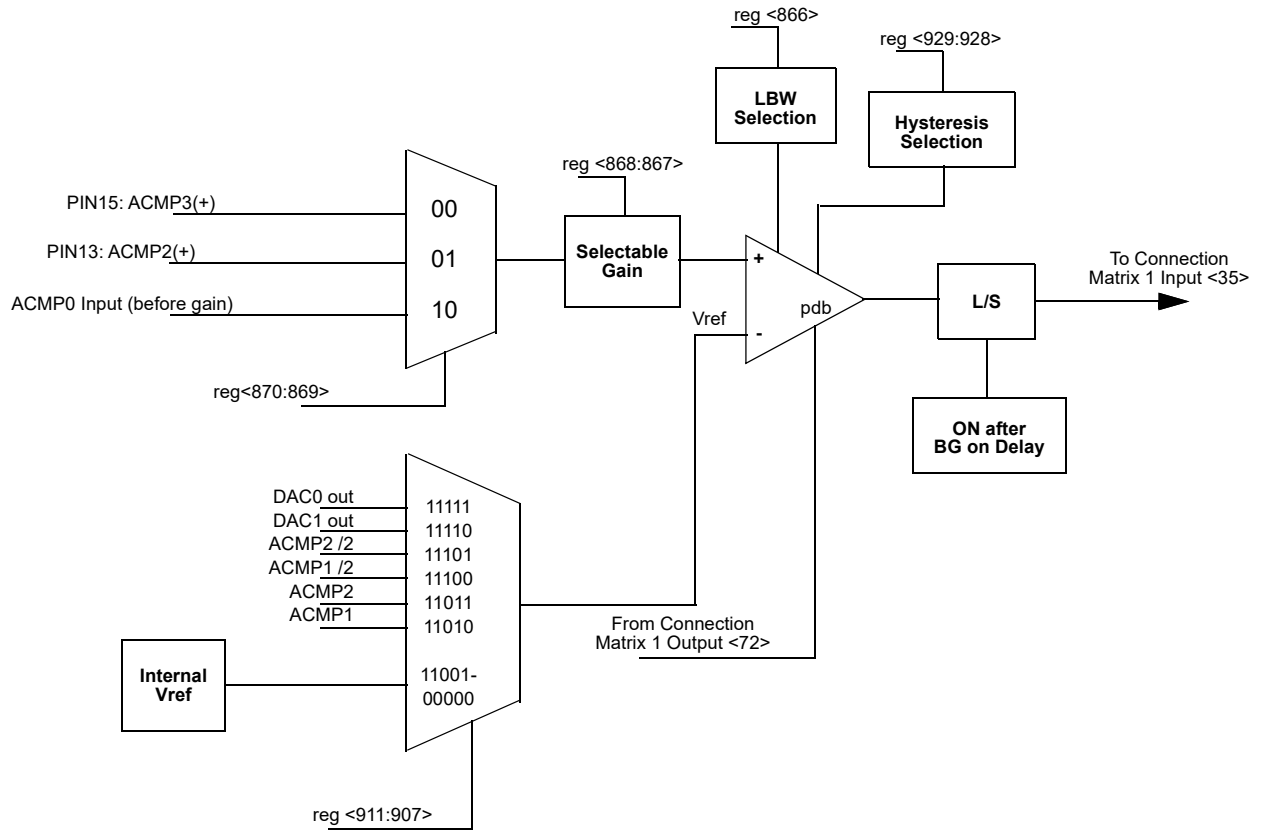 reg <866>
reg <929:928>
LBW
Selection
Hysteresis
Selection
reg <868:867>
PIN15: ACMP3(+)
00
PIN13: ACMP2(+)
01
ACMP0 Input (before gain)
10
Selectable
Gain
+
pdb
Vref
-
L/S
To Connection
Matrix 1 Input <35>
reg<870:869>
ON after
BG on Delay
DAC0 out
11111
DAC1 out
11110
ACMP2 /2
11101
ACMP1 /2
11100
ACMP2
11011
ACMP1
11010
From Connection
Matrix 1 Output <72>
Internal
Vref
11001-
00000
reg <911:907>